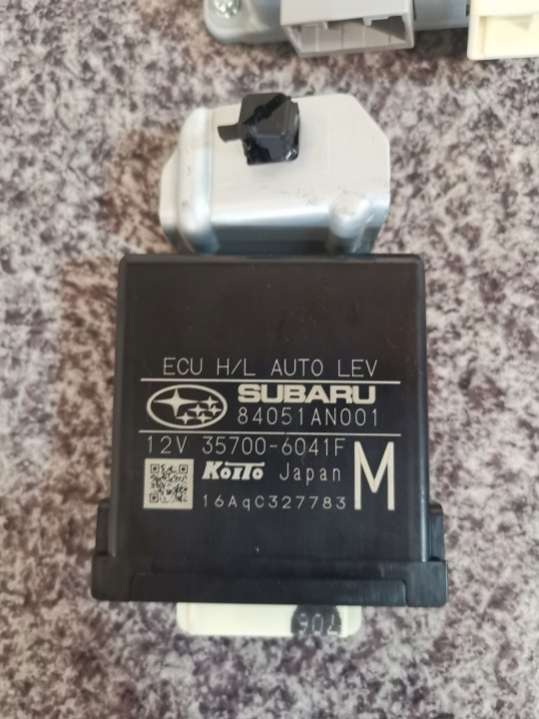 ECU H/L AUTO LEV
SUBARU
84051AN001
12V 35700-6041F
KOITO Japan M
16AqC327783